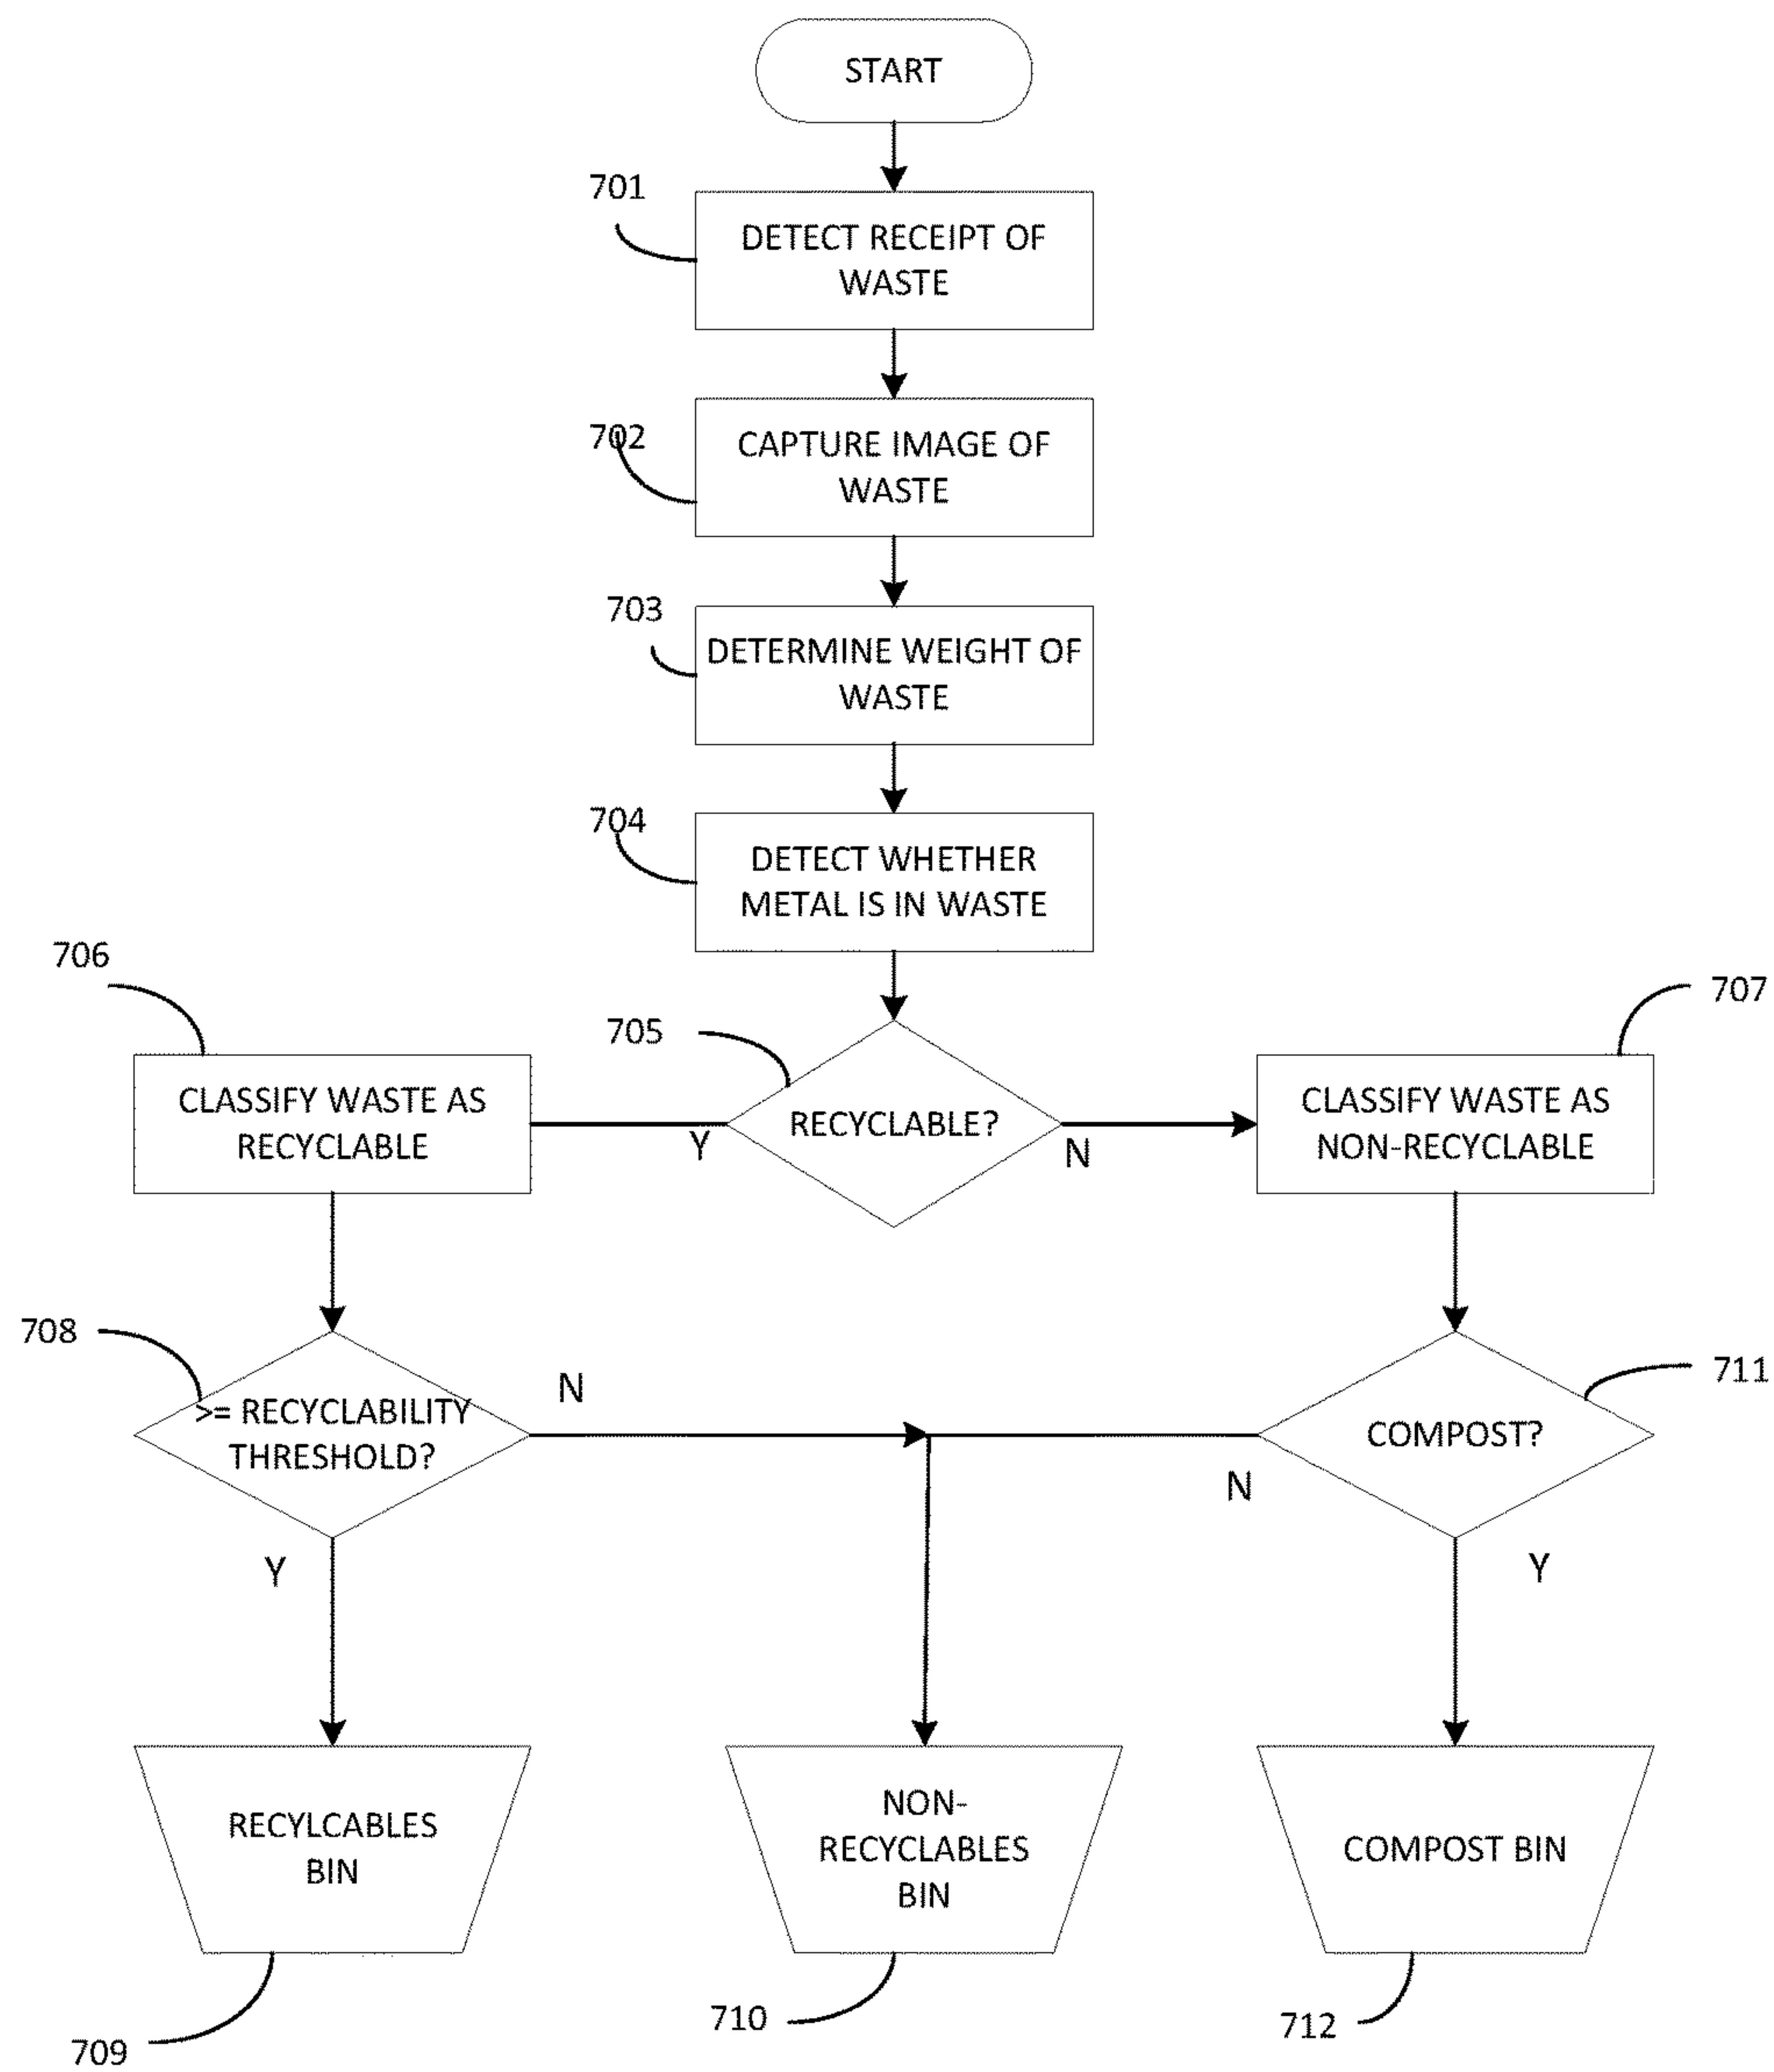 START
701
DETECT RECEIPT OF
WASTE
702
CAPTURE IMAGE OF
WASTE
703
DETERMINE WEIGHT OF
WASTE
704
DETECT WHETHER
METAL IS IN WASTE
706
705
707
CLASSIFY WASTE AS
RECYCLABLE
RECYCLABLE?
Y
N
CLASSIFY WASTE AS
NON-RECYCLABLE
708
>= RECYCLABILITY
THRESHOLD?
N
Y
711
COMPOST?
N
Y
RECYLCABLES
BIN
NON-
RECYCLABLES
BIN
COMPOST BIN
709
710
712